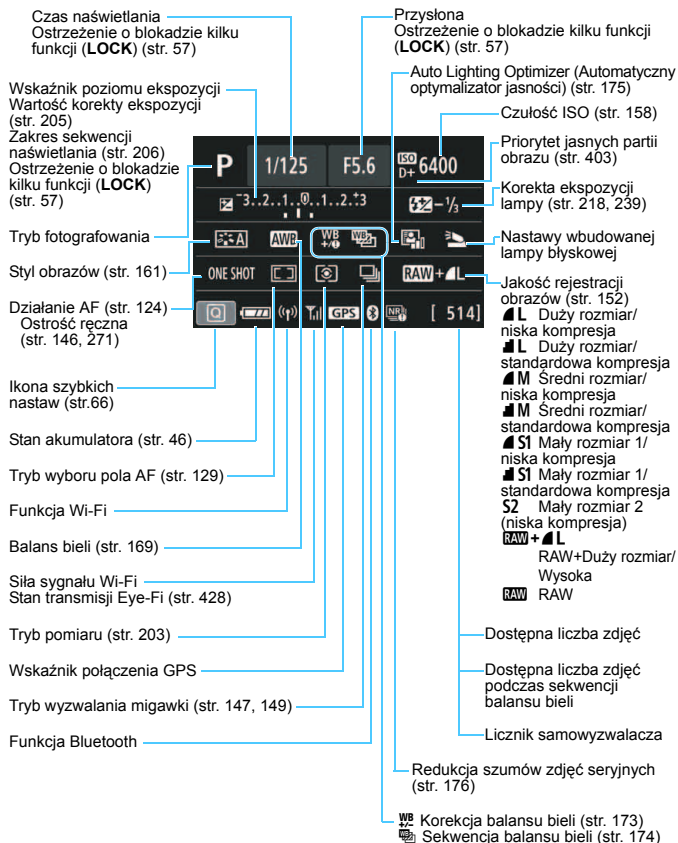 Czas naświetlania
Ostrzeżenie o blokadzie kilku
funkcji (LOCK) (str. 57)
Przysłona
Ostrzeżenie o blokadzie kilku funkcji
(LOCK) (str. 57)
Wskaźnik poziomu ekspozycji
Wartość korekty ekspozycji
(str. 205)
Zakres sekwencji
naświetlania (str. 206)
Ostrzeżenie o blokadzie
kilku funkcji (LOCK)
(str. 57)
Tryb fotografowania
Styl obrazów (str. 161)
Działanie AF (str. 124)
Ostrość ręczna
(str. 146, 271)
Ikona szybkich
nastaw (str.66)
Stan akumulatora (str. 46)
Tryb wyboru pola AF (str. 129)
Funkcja Wi-Fi
Balans bieli (str. 169)
Siła sygnału Wi-Fi
Stan transmisji Eye-Fi (str. 428)
Tryb pomiaru (str. 203)
Wskaźnik połączenia GPS
Tryb wyzwalania migawki (str. 147, 149)
Funkcja Bluetooth
P 1/125 F5.6 ISO D+ 6400
-3..2..1..0..1..2.+3 -1/3
A AWB WB +/-
ONE SHOT RAW+L
Q GPS NR [ 514]
Auto Lighting Optimizer (Automatyczny
optymalizator jasności) (str. 175)
Czułość ISO (str. 158)
Priorytet jasnych partii
obrazu (str. 403)
Korekta ekspozycji
lampy (str. 218, 239)
Nastawy wbudowanej
lampy błyskowej
Jakość rejestracji
obrazów (str. 152)
L Duży rozmiar/
niska kompresja
L Duży rozmiar/
standardowa kompresja
M Średni rozmiar/
niska kompresja
M Średni rozmiar/
standardowa kompresja
S1 Mały rozmiar 1/
niska kompresja
S1 Mały rozmiar 1/
standardowa kompresja
S2 Mały rozmiar 2
(niska kompresja)
RAW+L
RAW+Duży rozmiar/
Wysoka
RAW RAW
Dostępna liczba zdjęć
Dostępna liczba zdjęć
podczas sekwencji
balansu bieli
Licznik samowyzwalacza
Redukcja szumów zdjęć seryjnych
(str. 176)
WB +/- Korekcja balansu bieli (str. 173)
Sekwencja balansu bieli (str. 174)